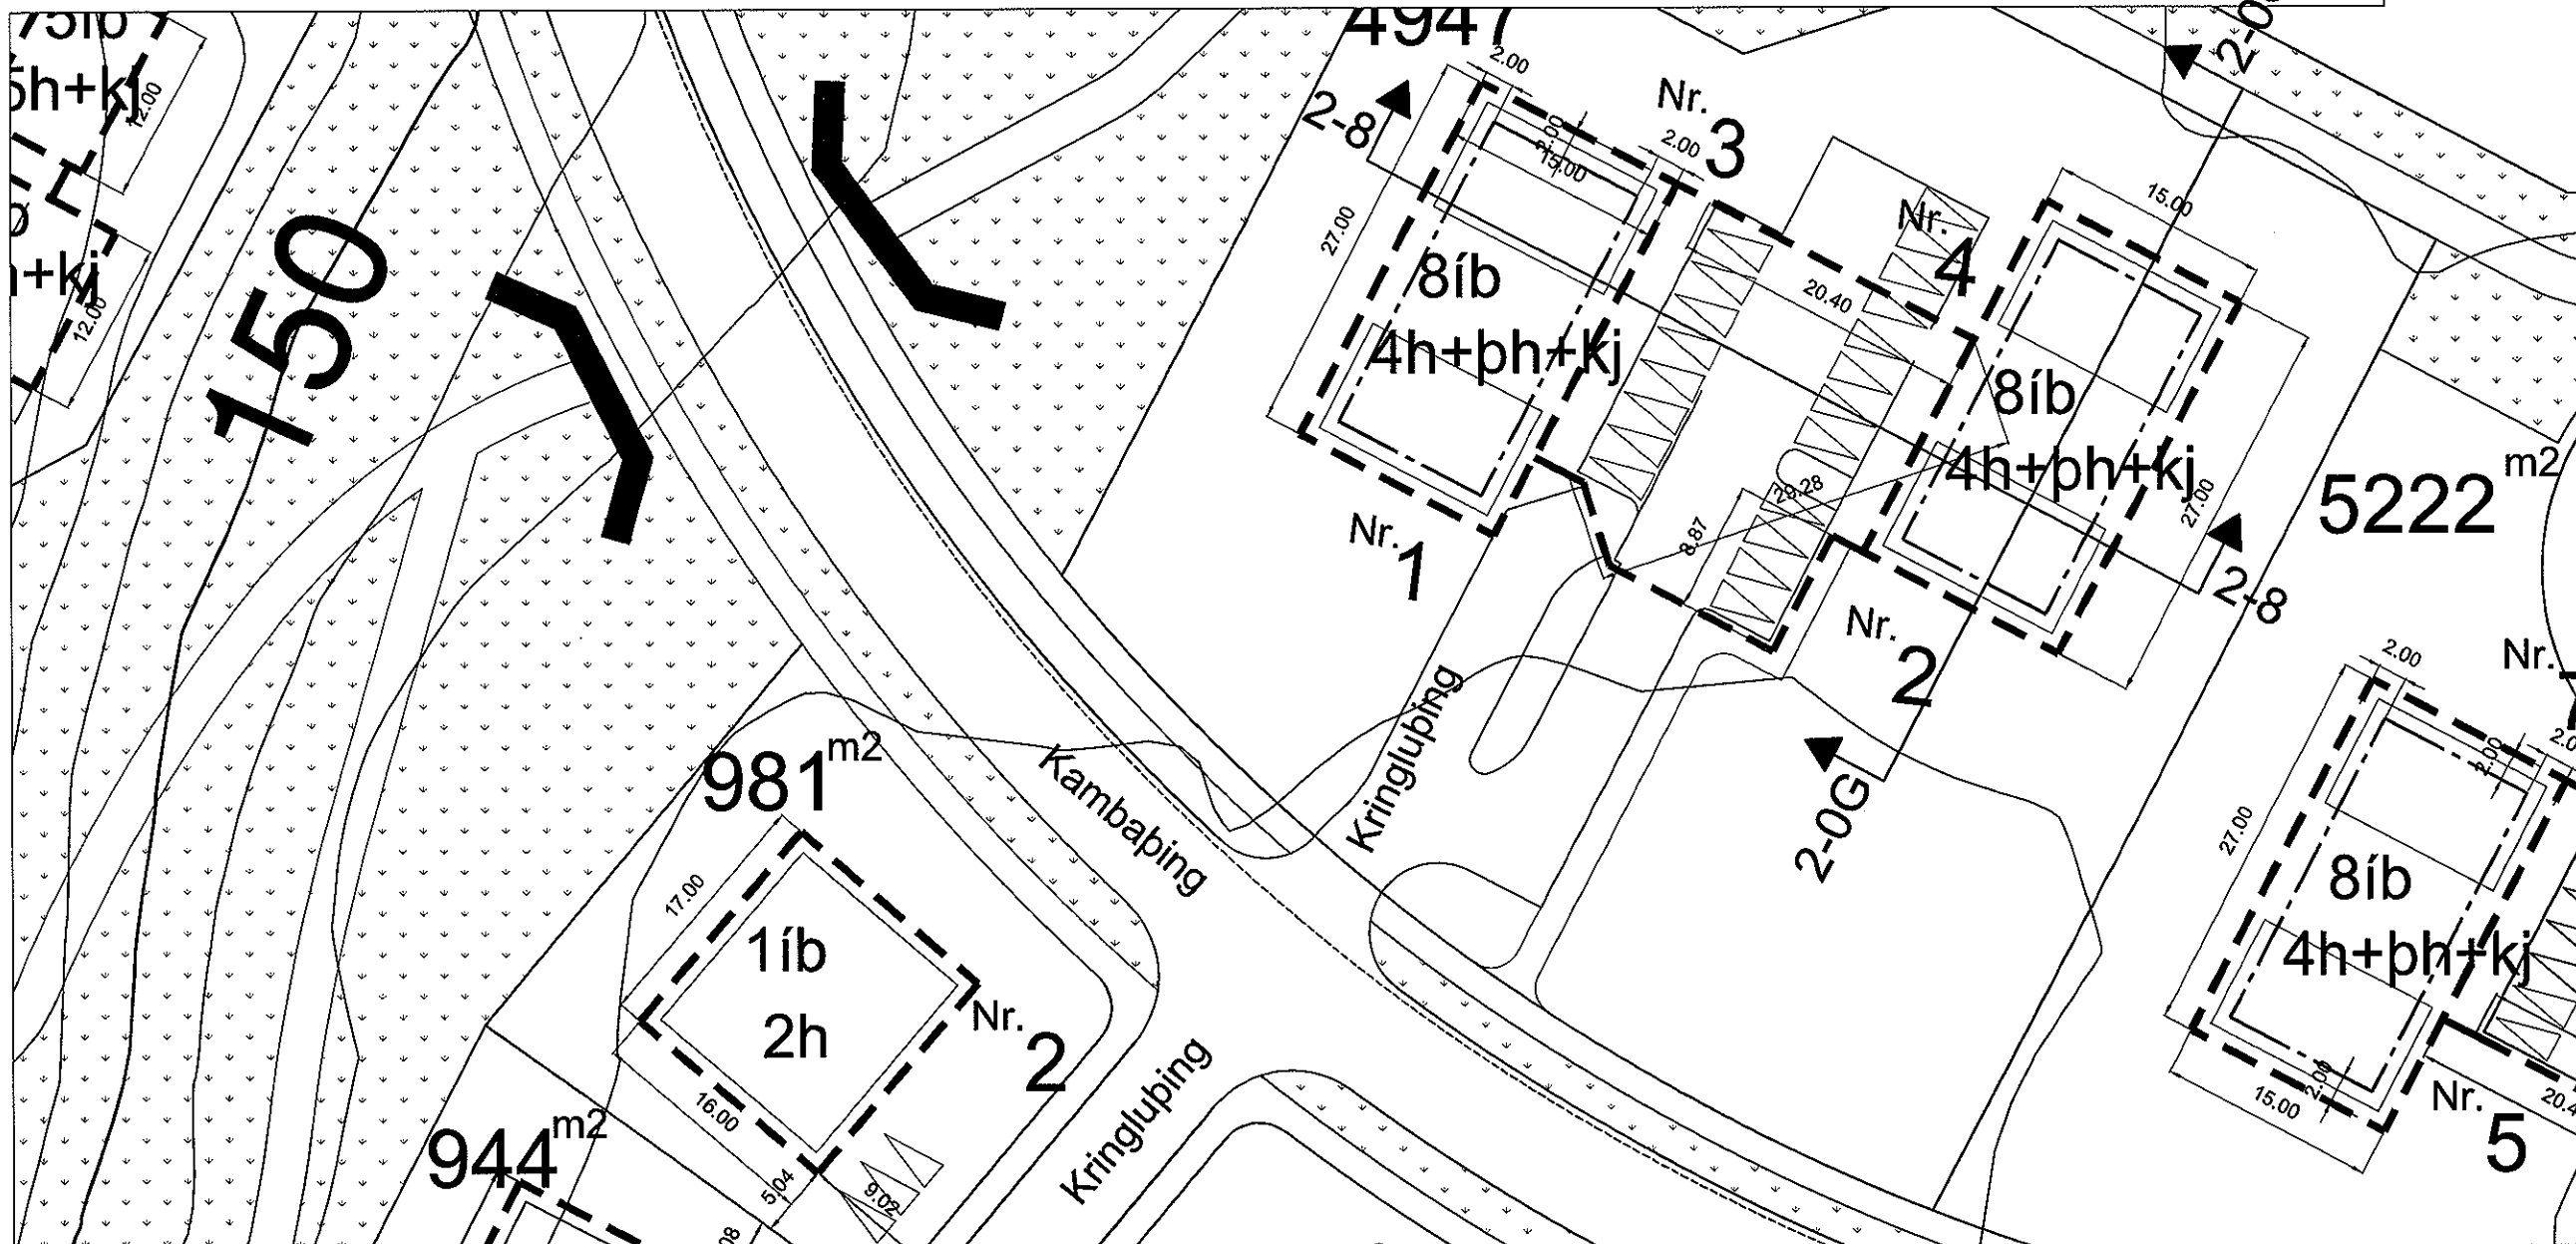 75íb
5h+kj
12.00
12.00
150
4947
2.00
2-8
Nr.
3
2.00
2.00
15.00
27.00
8íb
4h+þh+kj
Nr.
1
20.40
Nr.
4
15.00
8íb
4h+þh+kj
27.00
29.28
8.87
2-8
Nr.
2
2-0G
5222 m2
Nr.
2.00
2.00
27.00
8íb
4h+þh+kj
2.00
15.00
Nr.
5
Kringluþing
Kambaþing
981 m2
17.00
1íb
2h
Nr.
2
16.00
5.04
9.02
Kringluþing
944 m2